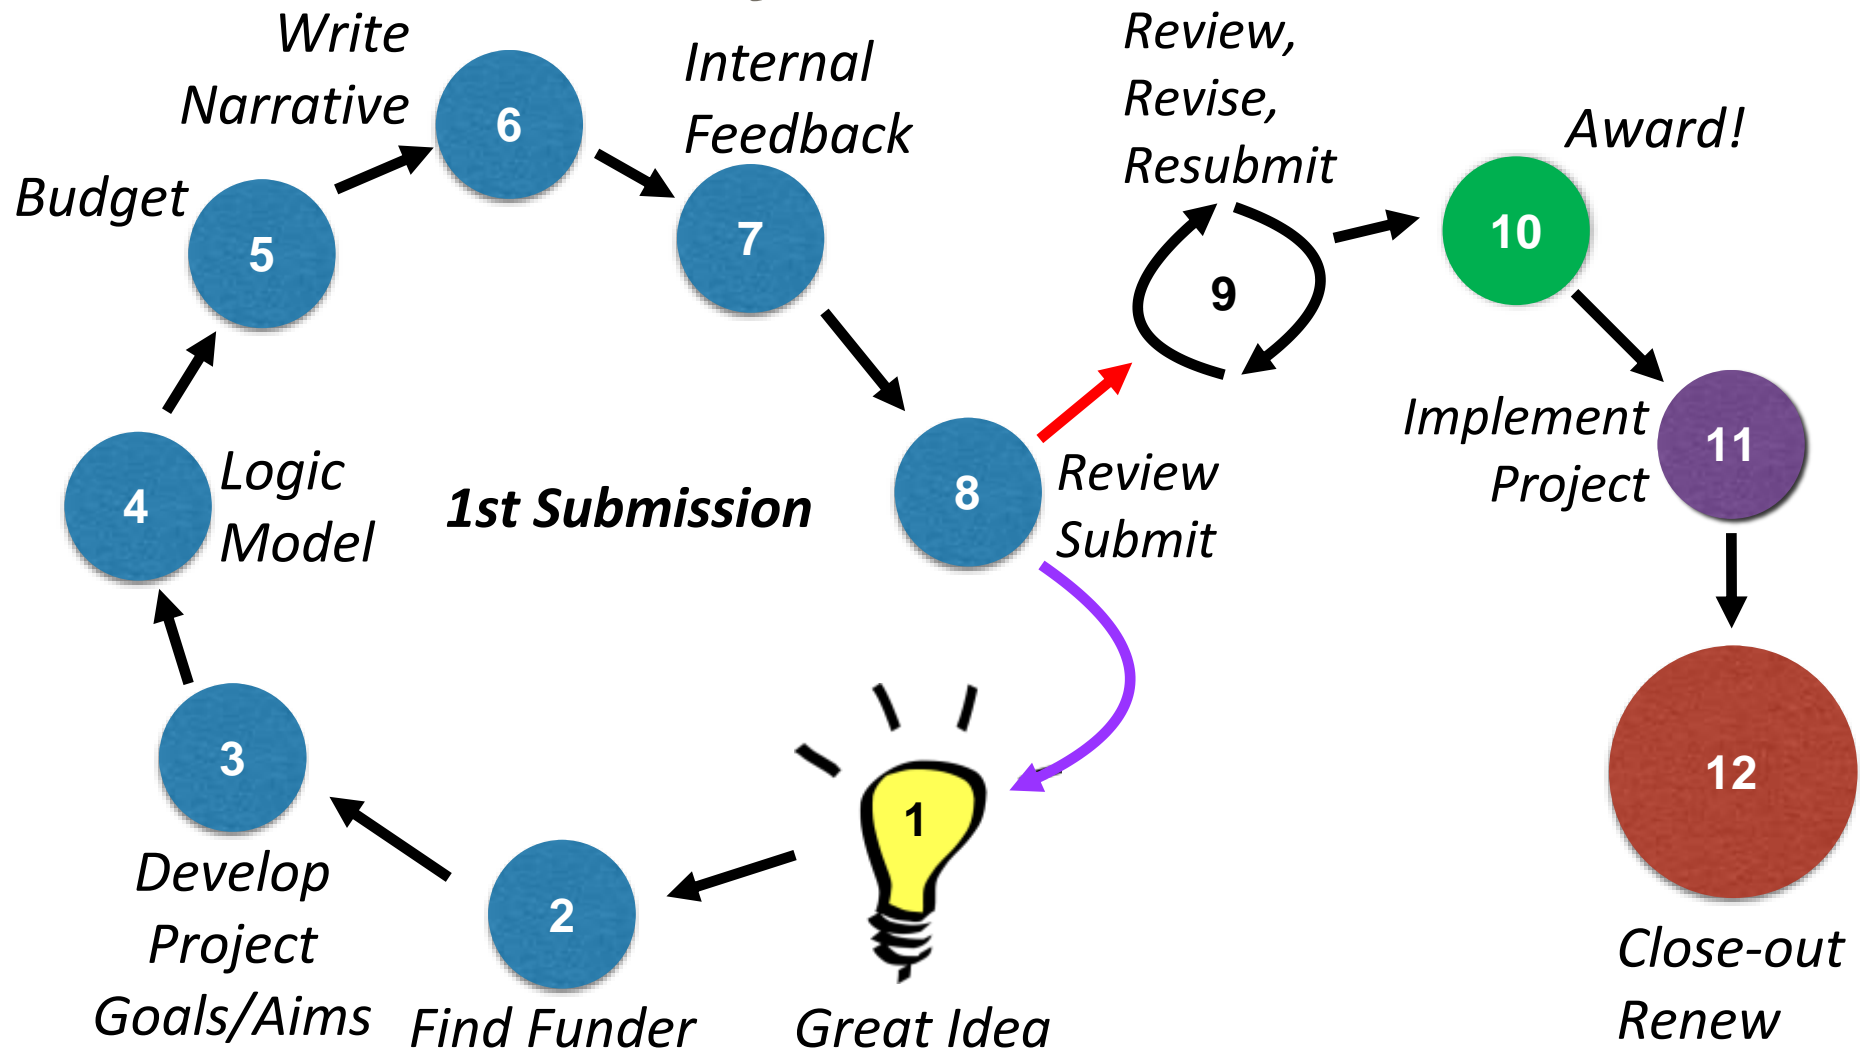 1
Great Idea
2
Find Funder
3
Develop
Project
Goals/Aims
4
Logic
Model
5
Budget
6
Write
Narrative
7
Internal
Feedback
8
Review
Submit
1st Submission
9
Review,
Revise,
Resubmit
10
Award!
11
Implement
Project
12
Close-out
Renew